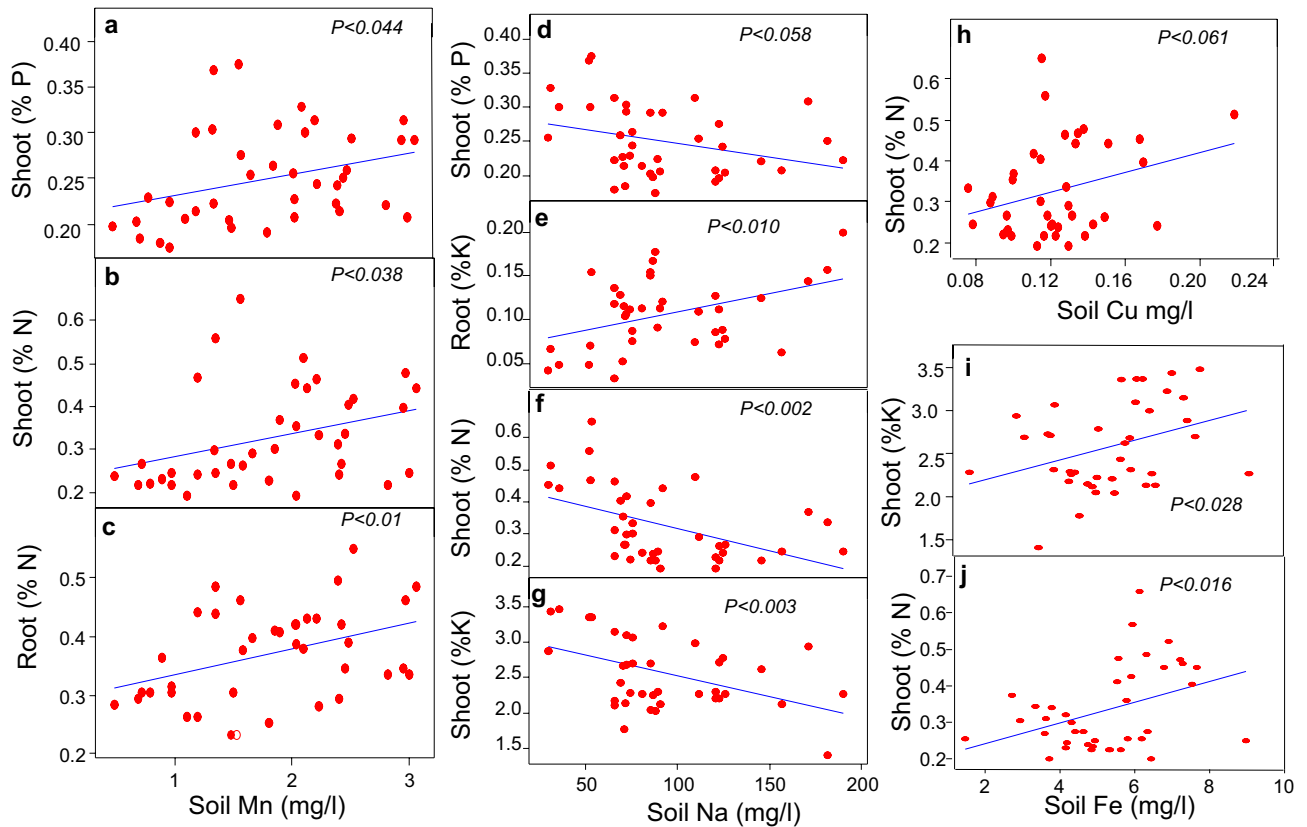 a
P<0.044
Shoot (% P)
0.40
0.35
0.30
0.25
0.20
b
P<0.038
Shoot (% N)
0.6
0.5
0.4
0.3
0.2
c
P<0.01
Root (% N)
0.5
0.4
0.3
0.2
1
2
3
Soil Mn (mg/l)
d
P<0.058
Shoot (% P)
0.40
0.35
0.30
0.25
0.20
e
P<0.010
Root (%K)
0.20
0.15
0.10
0.05
f
P<0.002
Shoot (% N)
0.6
0.5
0.4
0.3
0.2
g
P<0.003
Shoot (%K)
3.5
3.0
2.5
2.0
1.5
50
100
150
200
Soil Na (mg/l)
h
P<0.061
Shoot (% N)
0.6
0.5
0.4
0.3
0.2
0.08
0.12
0.16
0.20
0.24
Soil Cu mg/l
i
P<0.028
Shoot (%K)
3.5
3.0
2.5
2.0
1.5
j
P<0.016
Shoot (% N)
0.7
0.6
0.5
0.4
0.3
0.2
2
4
6
8
10
Soil Fe (mg/l)